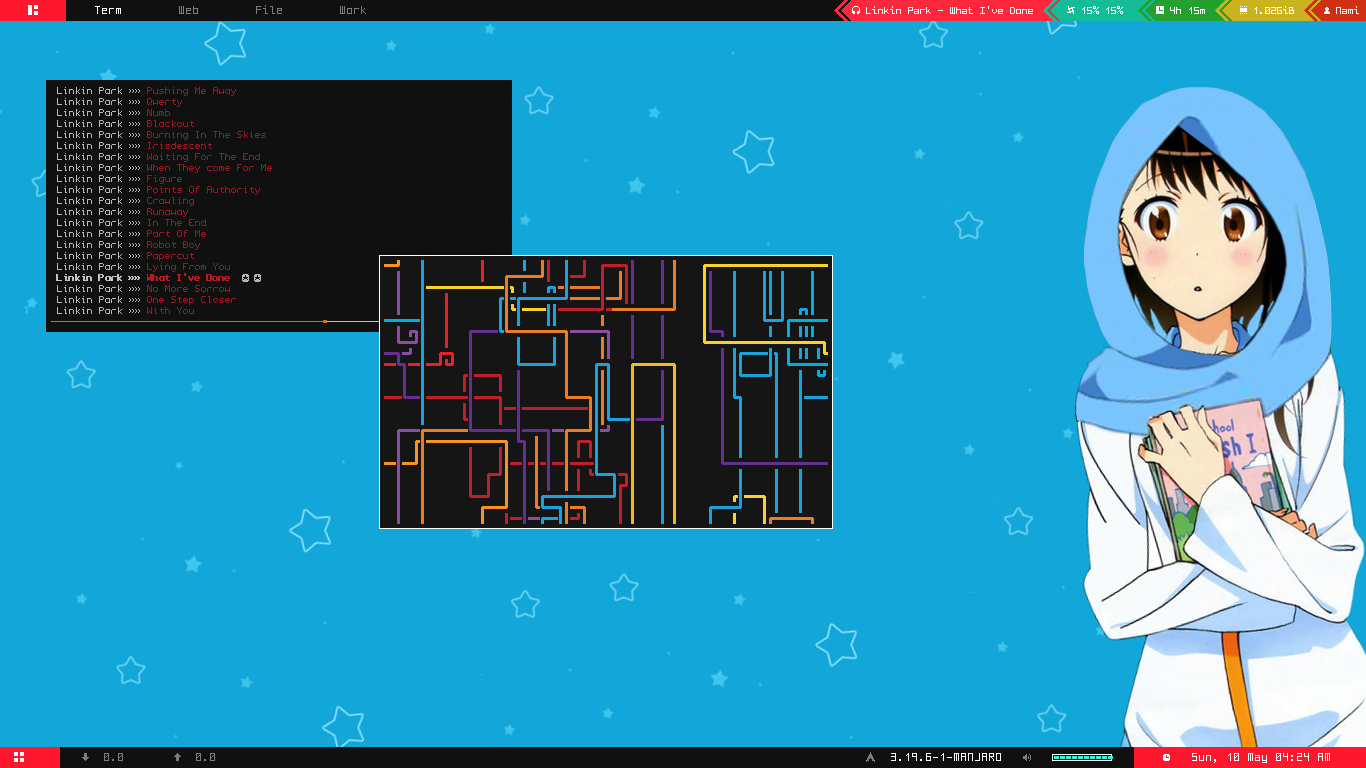 Term Web File Work Linkin Park - What I've Done 15% 15% 4h 15m 1.02GiB Nami
Linkin Park »» Pushing Me Away
Linkin Park »» Qwerty
Linkin Park »» Numb
Linkin Park »» Blackout
Linkin Park »» Burning In The Skies
Linkin Park »» Irisdescent
Linkin Park »» Waiting For The End
Linkin Park »» When They come For Me
Linkin Park »» Figure
Linkin Park »» Points Of Authority
Linkin Park »» Crawling
Linkin Park »» Runaway
Linkin Park »» In The End
Linkin Park »» Part Of Me
Linkin Park »» Robot Boy
Linkin Park »» Papercut
Linkin Park »» Lying From You
Linkin Park »» What I've Done
Linkin Park »» No More Sorrow
Linkin Park »» One Step Closer
Linkin Park »» With You
hool
sh I
0.0 0.0 3.19.6-1-MANJARO Sun, 10 May 04:24 AM